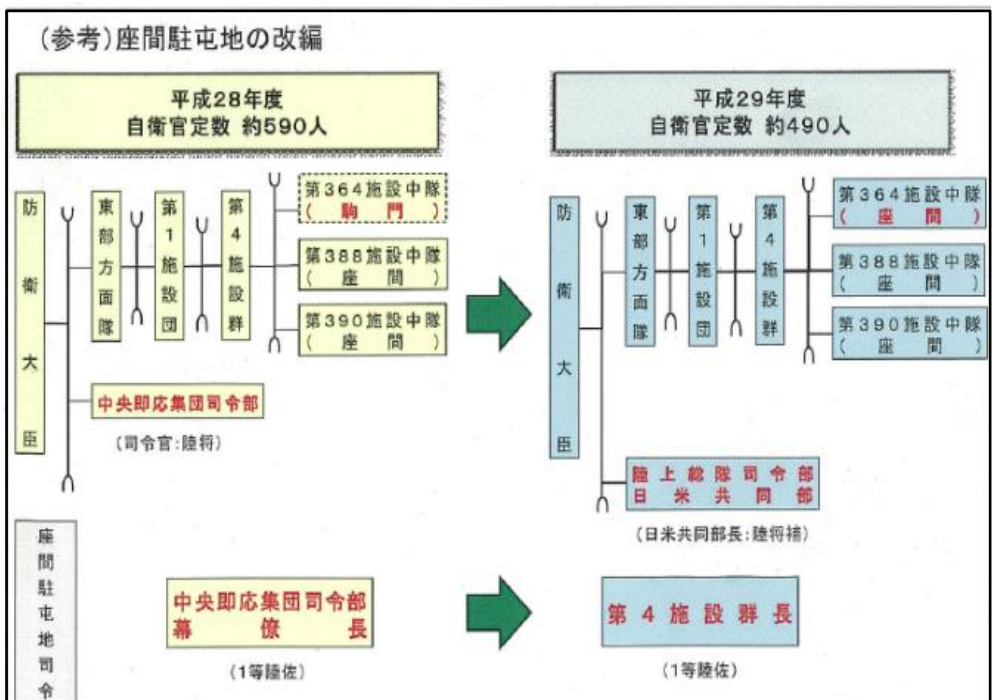 (参考)座間駐屯地の改編
平成28年度
自衛官定数 約590人
防衛大臣
東部方面隊
第1施設団
第4施設群
第364施設中隊
(駒門)
第388施設中隊
(座間)
第390施設中隊
(座間)
中央即応集団司令部
(司令官:陸将)
平成29年度
自衛官定数 約490人
防衛大臣
東部方面隊
第1施設団
第4施設群
第364施設中隊
(座間)
第388施設中隊
(座間)
第390施設中隊
(座間)
陸上総隊司令部
日米共同部
(日米共同部長:陸将補)
座間駐屯地司令
中央即応集団司令部
幕僚長
(1等陸佐)
第4施設群長
(1等陸佐)